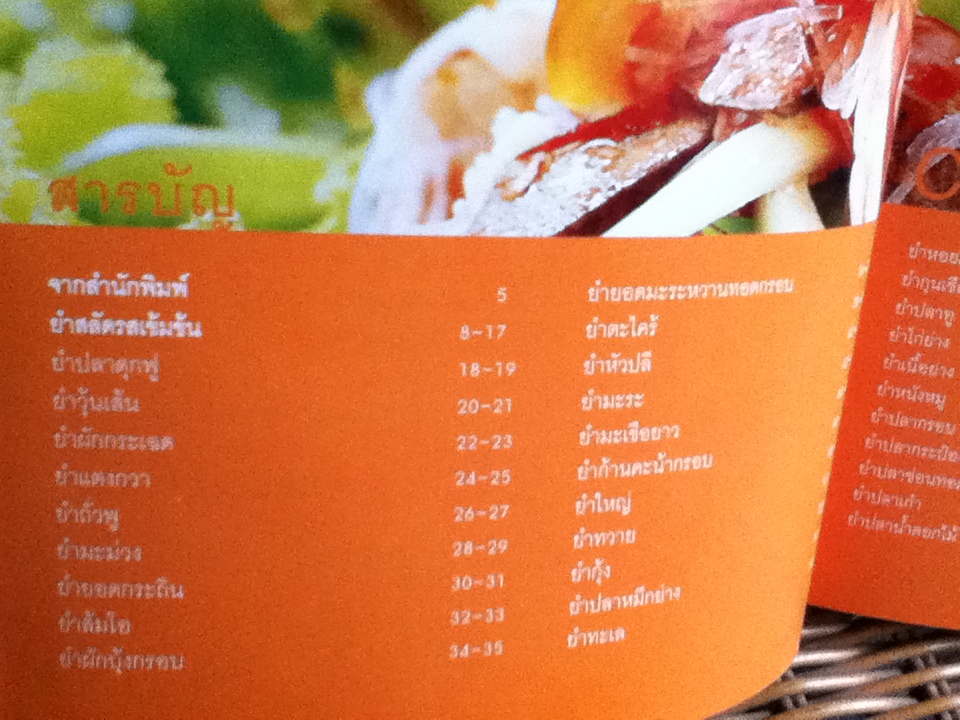 สารบัญ
จากสำนักพิมพ์ 5
ยำสลัดรสเข้มข้น 8-17
ยำปลาดุกฟู 18-19
ยำวุ้นเส้น 20-21
ยำผักกระเฉด 22-23
ยำแตงกวา 24-25
ยำถั่วพู 26-27
ยำมะม่วง 28-29
ยำยอดกระถิน 30-31
ยำส้มโอ 32-33
ยำผักบุ้งกรอบ 34-35
ยำยอดมะระหวานทอดกรอบ
ยำตะไคร้
ยำหัวปลี
ยำมะระ
ยำมะเขือยาว
ยำก้านคะน้ากรอบ
ยำใหญ่
ยำทวาย
ยำกุ้ง
ยำปลาหมึกย่าง
ยำทะเล
ยำปลาทู
ยำไก่ย่าง
ยำเนื้อย่าง
ยำหนังหมู
ยำปลากรอบ
ยำปลาเก๋า